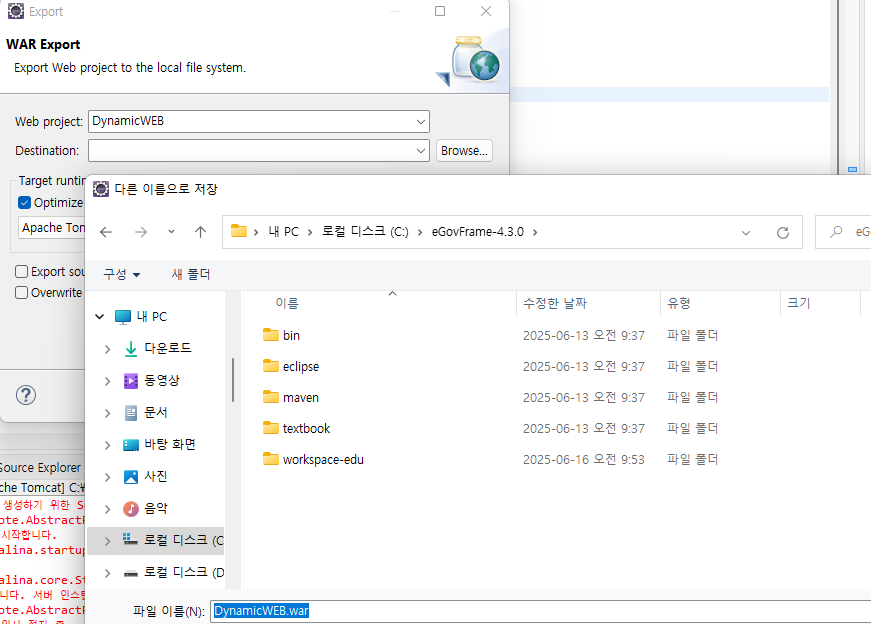 Export
WAR Export
Export Web project to the local file system.
Web project: DynamicWEB
Destination: Browse...
Target runtim
Optimize
Apache Tom
Export sou
Overwrite
다른 이름으로 저장
내 PC > 로컬 디스크 (C:) > eGovFrame-4.3.0 >
eG
구성 새 폴더
이름 수정한 날짜 유형 크기
내 PC
다운로드
동영상
문서
바탕 화면
사진
음악
로컬 디스크 (C
로컬 디스크 (D
bin 2025-06-13 오전 9:37 파일 폴더
eclipse 2025-06-13 오전 9:37 파일 폴더
maven 2025-06-13 오전 9:37 파일 폴더
textbook 2025-06-13 오전 9:37 파일 폴더
workspace-edu 2025-06-16 오전 9:53 파일 폴더
파일 이름(N): DynamicWEB.war
Source Explorer
che Tomcat] C:\
생성하기 위한 S
ote.AbstractP
시작합니다.
alina.startup
alina.core.St
니다. 서버 인스턴
ote.AbstractP